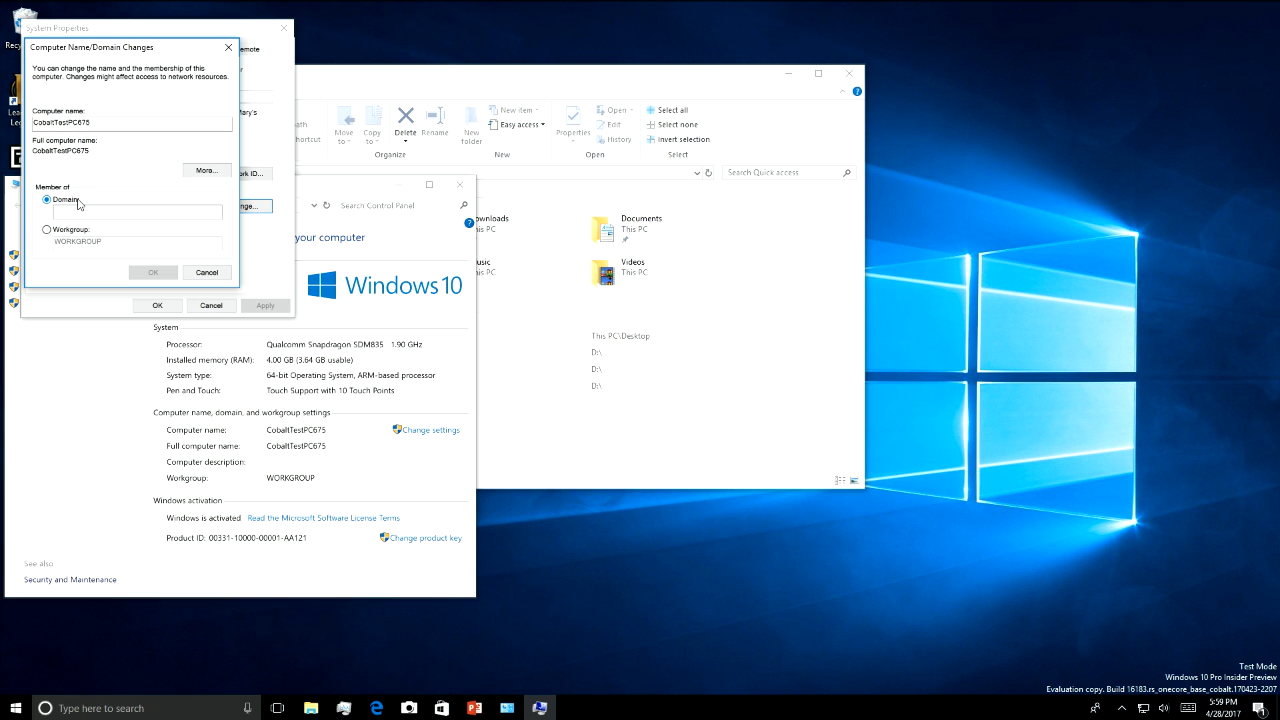 System Properties
Computer Name/Domain Changes
You can change the name and the membership of this
computer. Changes might affect access to network resources.
Computer name:
CobaltTestPC675
Full computer name:
CobaltTestPC675
More...
Member of
Domain
Workgroup:
WORKGROUP
OK
Cancel
OK
Cancel
Apply
Move
to
Copy
to
Delete
Rename
Organize
New
folder
New item
Easy access
New
Properties
Open
Edit
History
Open
Select all
Select none
Invert selection
Select
Search Quick access
Documents
This PC
Videos
This PC
This PC\Desktop
D:\
D:\
D:\
Search Control Panel
your computer
Windows 10
System
Processor:
Qualcomm Snapdragon SDM835 1.90 GHz
Installed memory (RAM):
4.00 GB (3.64 GB usable)
System type:
64-bit Operating System, ARM-based processor
Pen and Touch:
Touch Support with 10 Touch Points
Computer name, domain, and workgroup settings
Computer name:
CobaltTestPC675
Change settings
Full computer name:
CobaltTestPC675
Computer description:
Workgroup:
WORKGROUP
Windows activation
Windows is activated Read the Microsoft Software License Terms
Product ID: 00331-10000-00001-AA121
Change product key
See also
Security and Maintenance
Test Mode
Windows 10 Pro Insider Preview
Evaluation copy. Build 16183.rs_onecore_base_cobalt.170423-2207
Type here to search
5:59 PM
4/28/2017